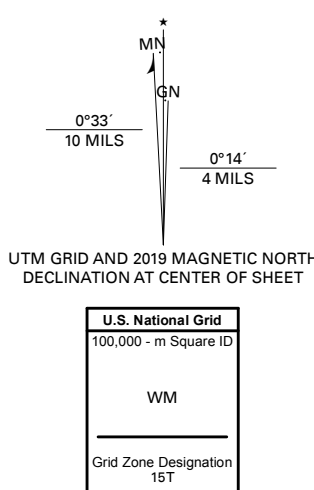 MN
GN
0°33´
10 MILS
0°14´
4 MILS
UTM GRID AND 2019 MAGNETIC NORTH
DECLINATION AT CENTER OF SHEET
U.S. National Grid
100,000 - m Square ID
WM
Grid Zone Designation
15T